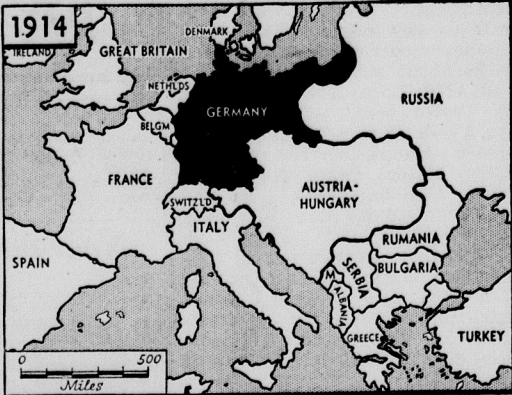 1914
IRELAND
GREAT BRITAIN
DENMARK
NETHLDS
GERMANY
BELGM
RUSSIA
FRANCE
AUSTRIA-
HUNGARY
SWITZ'LD
ITALY
RUMANIA
SPAIN
SERBIA
BULGARIA
M
ALBANIA
GREECE
TURKEY
0 500
Miles